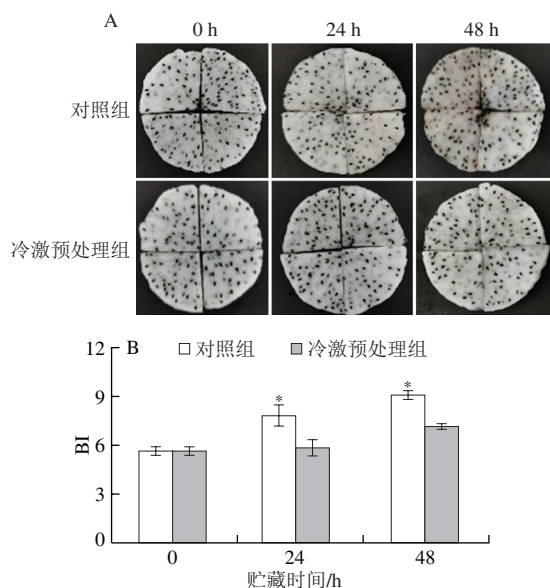 A
0 h 24 h 48 h
对照组
冷激预处理组
B
对照组 冷激预处理组
12
9
6
3
0
BI
* *
0 24 48
贮藏时间/h